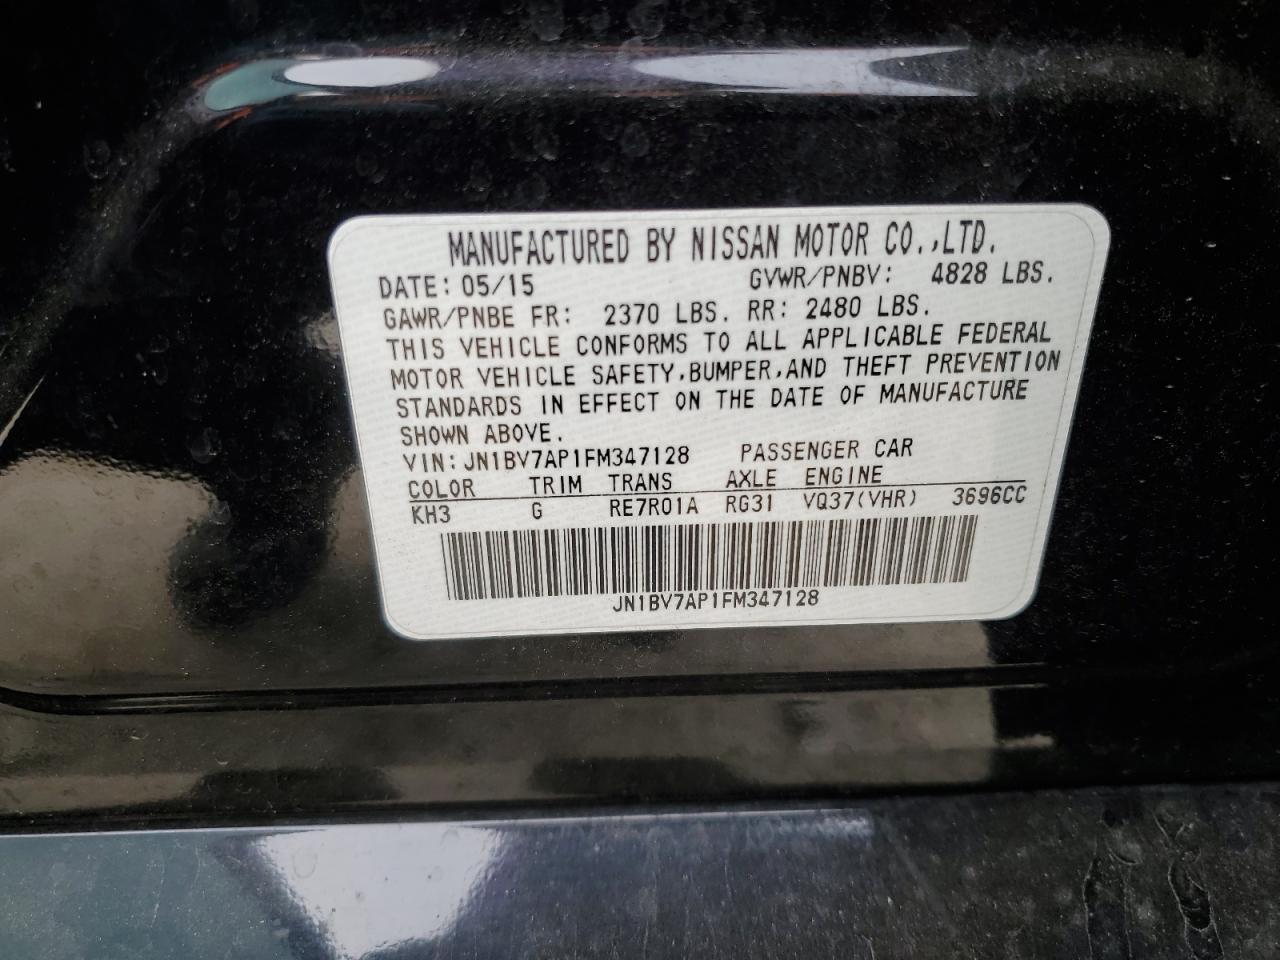 MANUFACTURED BY NISSAN MOTOR CO.,LTD.
DATE: 05/15 GVWR/PNBV: 4828 LBS.
GAWR/PNBE FR: 2370 LBS. RR: 2480 LBS.
THIS VEHICLE CONFORMS TO ALL APPLICABLE FEDERAL
MOTOR VEHICLE SAFETY,BUMPER,AND THEFT PREVENTION
STANDARDS IN EFFECT ON THE DATE OF MANUFACTURE
SHOWN ABOVE.
VIN: JN1BV7AP1FM347128 PASSENGER CAR
COLOR TRIM TRANS AXLE ENGINE
KH3 G RE7R01A RG31 VQ37(VHR) 3696CC
JN1BV7AP1FM347128